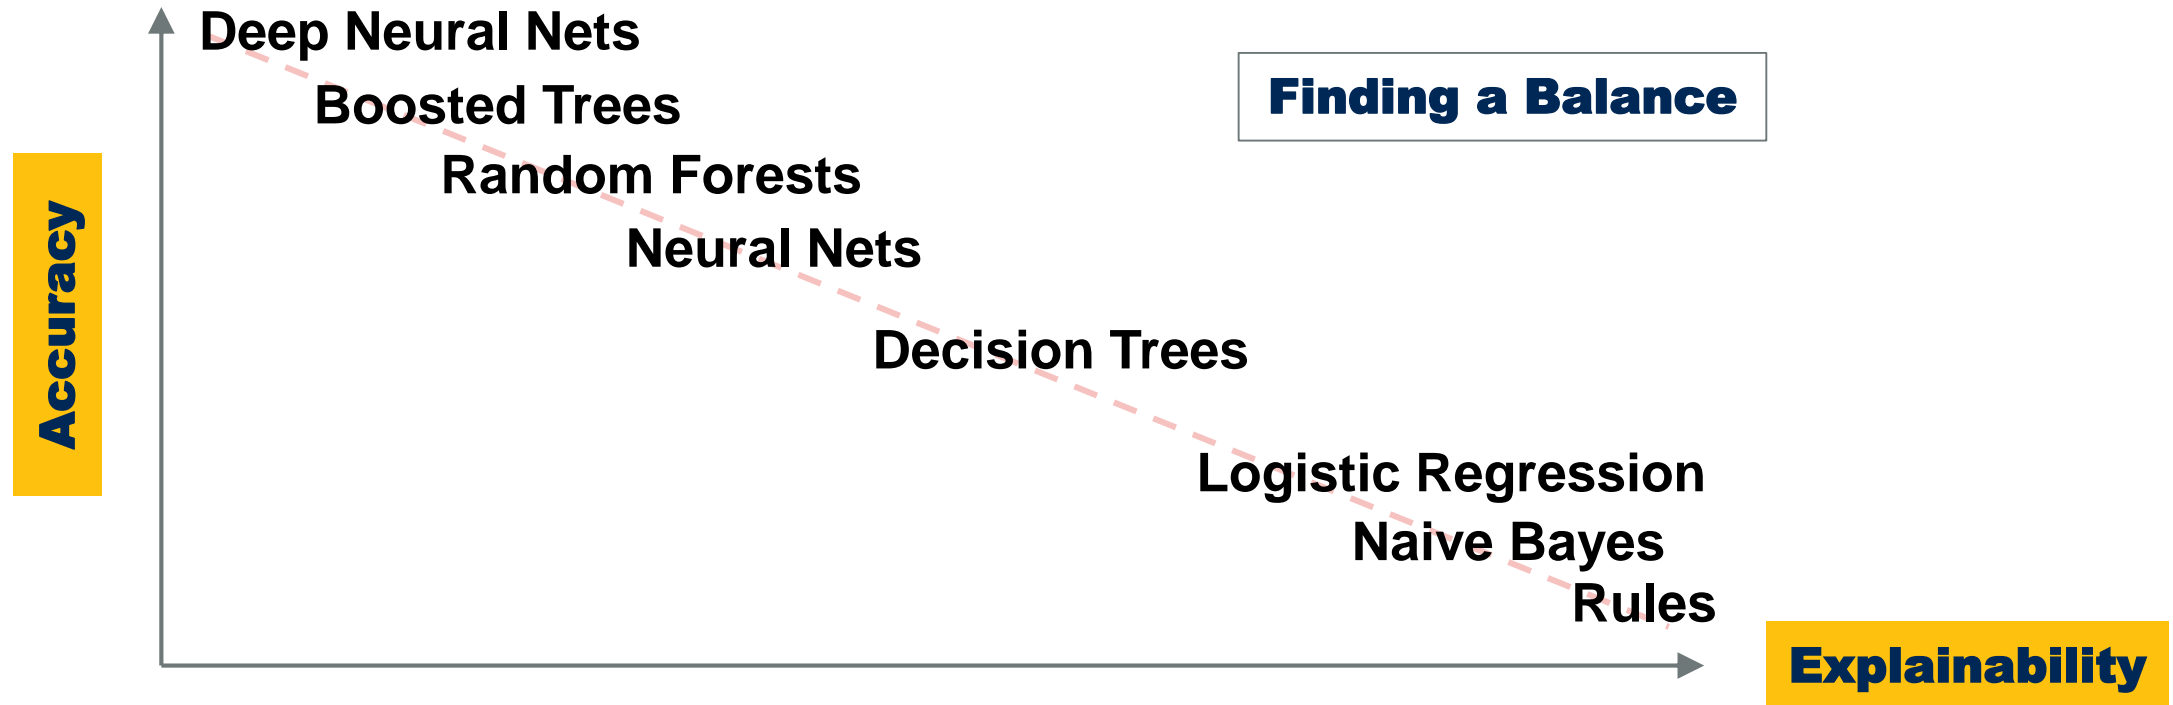 Deep Neural Nets
Boosted Trees
Finding a Balance
Random Forests
Neural Nets
Accuracy
Decision Trees
Logistic Regression
Naive Bayes
Rules
Explainability